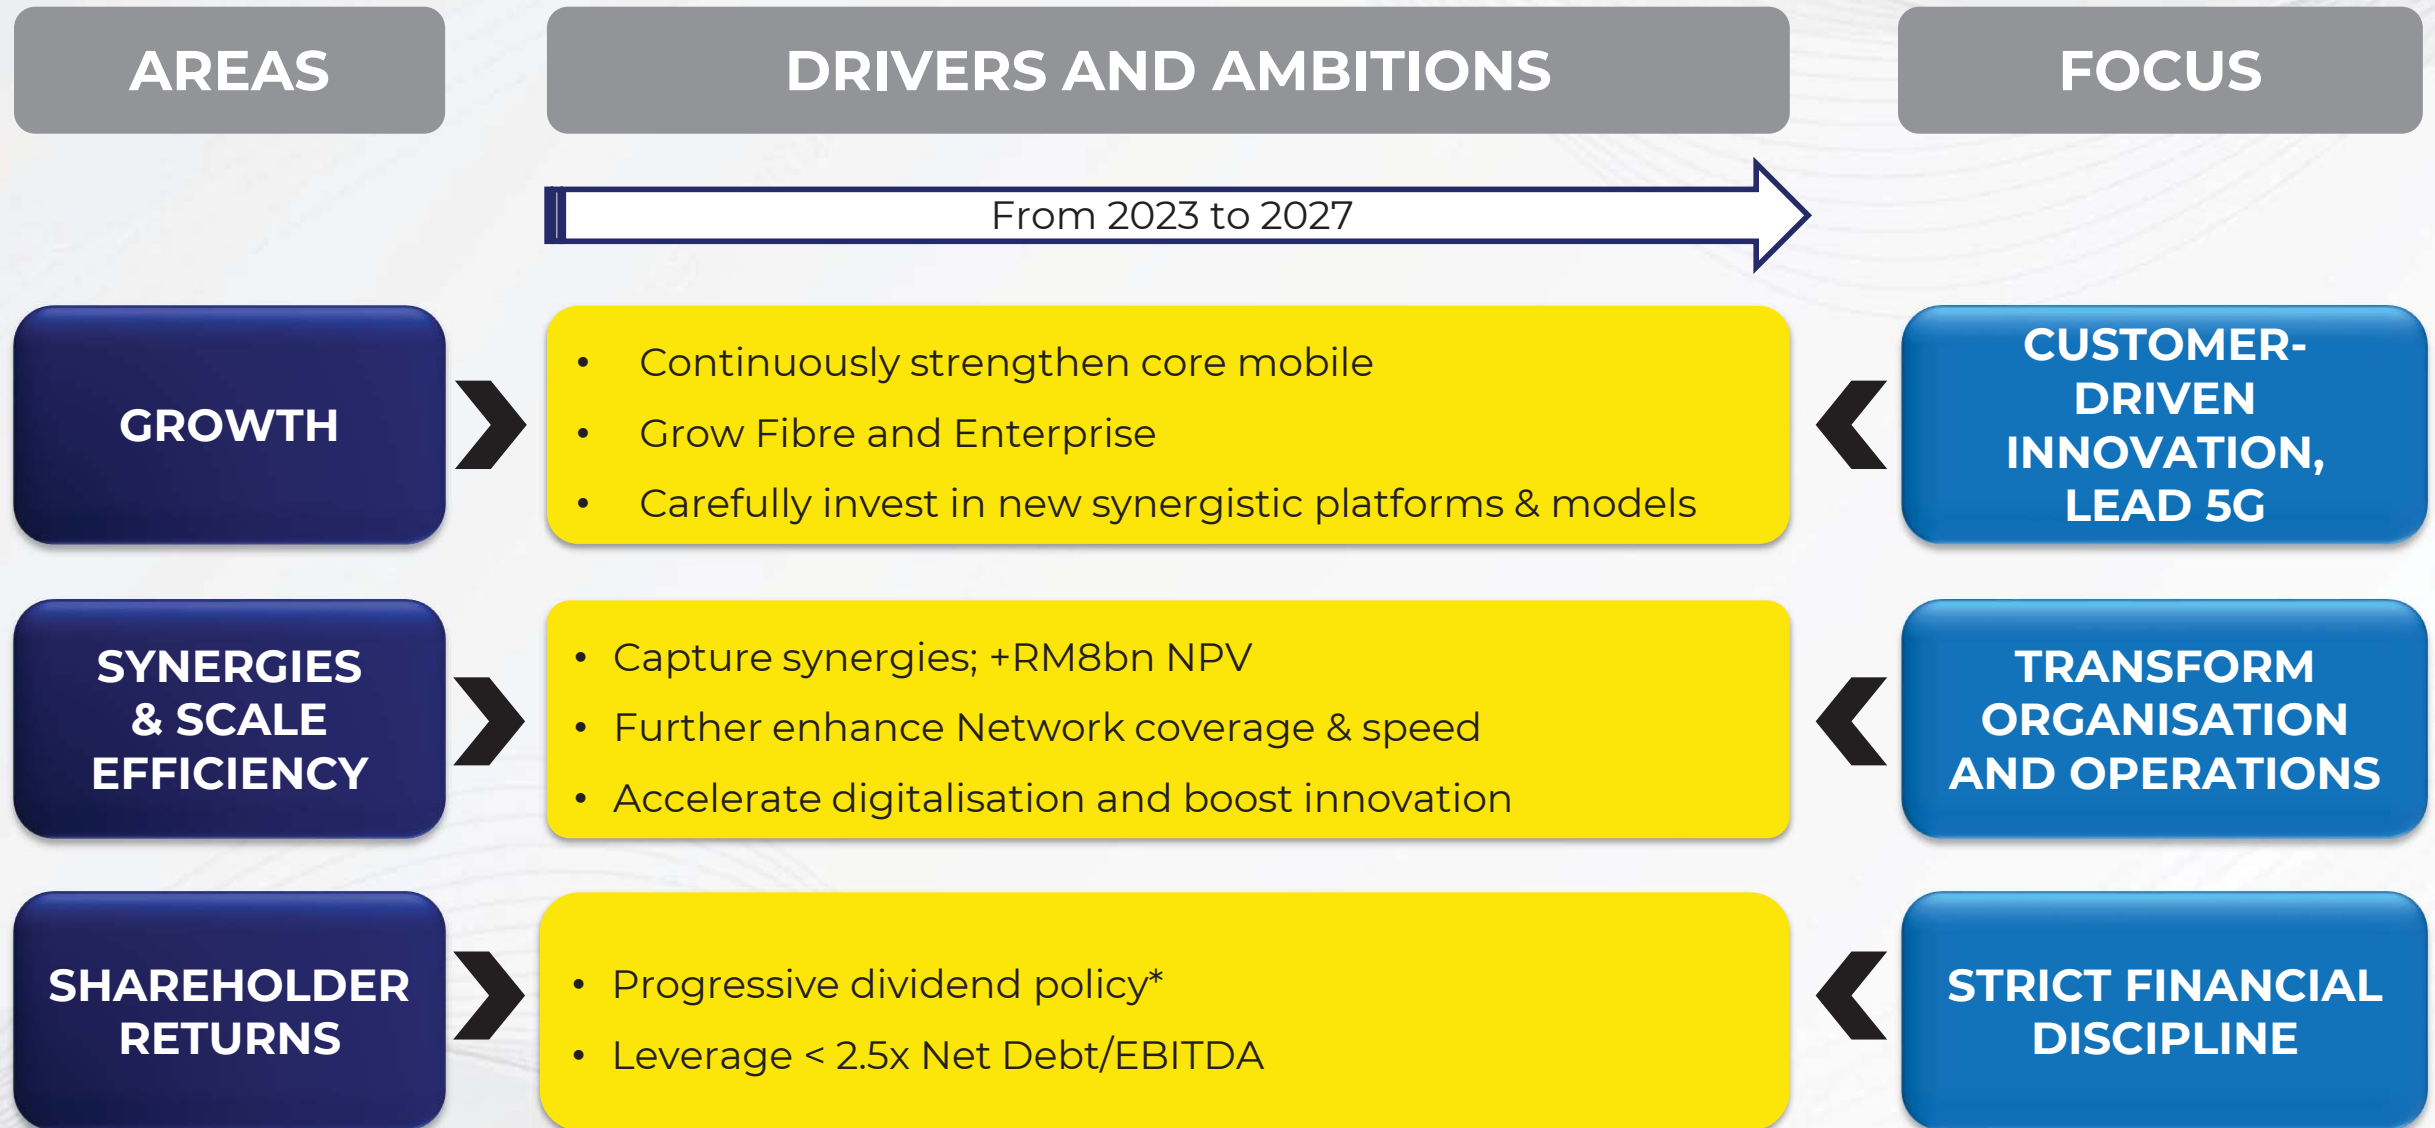 AREAS
DRIVERS AND AMBITIONS
FOCUS
From 2023 to 2027
GROWTH
• Continuously strengthen core mobile
• Grow Fibre and Enterprise
• Carefully invest in new synergistic platforms & models
CUSTOMER-
DRIVEN
INNOVATION,
LEAD 5G
SYNERGIES
& SCALE
EFFICIENCY
• Capture synergies; +RM8bn NPV
• Further enhance Network coverage & speed
• Accelerate digitalisation and boost innovation
TRANSFORM
ORGANISATION
AND OPERATIONS
SHAREHOLDER
RETURNS
• Progressive dividend policy*
• Leverage < 2.5x Net Debt/EBITDA
STRICT FINANCIAL
DISCIPLINE